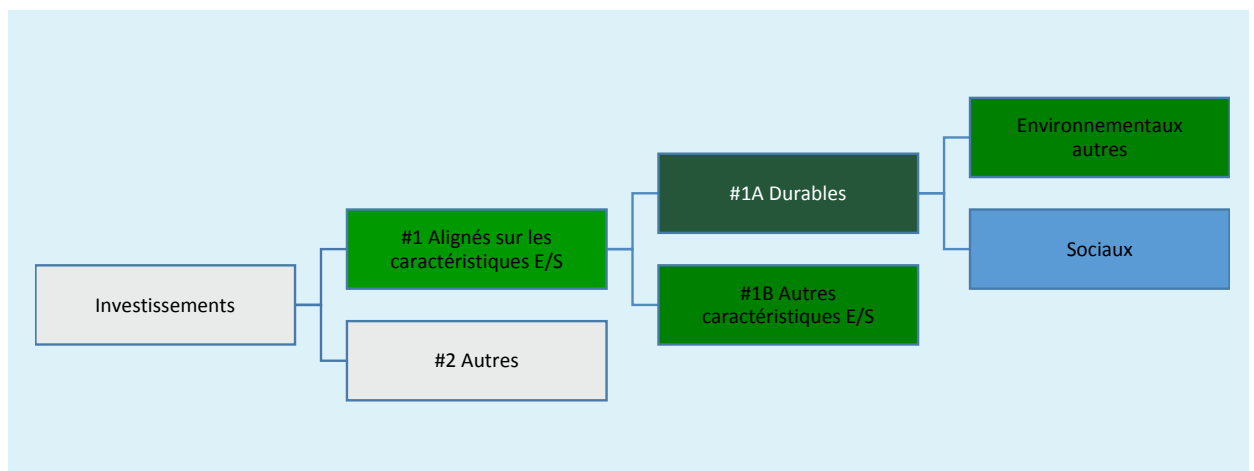 Investissements
#1 Alignés sur les
caractéristiques E/S
#2 Autres
#1A Durables
#1B Autres
caractéristiques E/S
Environnementaux
autres
Sociaux